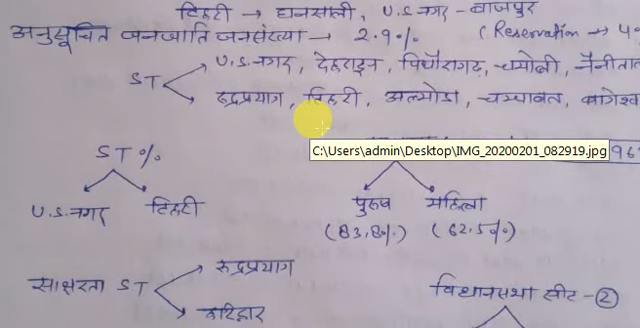 टिहरी → घनसाली, U.S. नगर - बाजपुर
अनुसूचित जनजाति जनसंख्या → 2.9% (Reservation → 4%
ST
U.S. नगर, देहरादून, पिथौरागढ, चमोली, नैनीताल
रुद्रप्रयाग, टिहरी, अल्मोडा, चम्पावत, बागेश्व
C:\Users\admin\Desktop\IMG_20200201_082919.jpg
ST %
U.S. नगर टिहरी
पुरुष महिला
(83.8%) (62.5%)
साक्षरता ST
रुद्रप्रयाग
हरिद्वार
विधानसभा सीट - 2